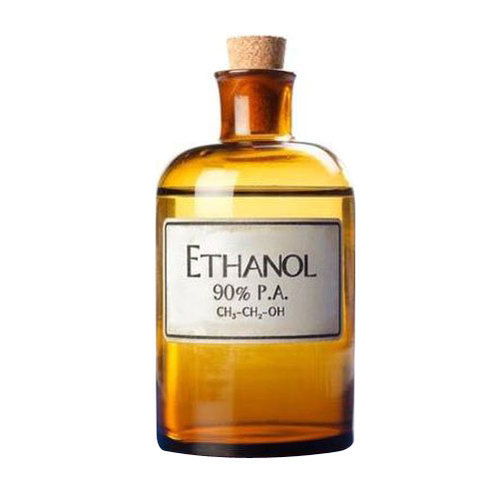 ETHANOL
90% P.A.
CH₃-CH₂-OH